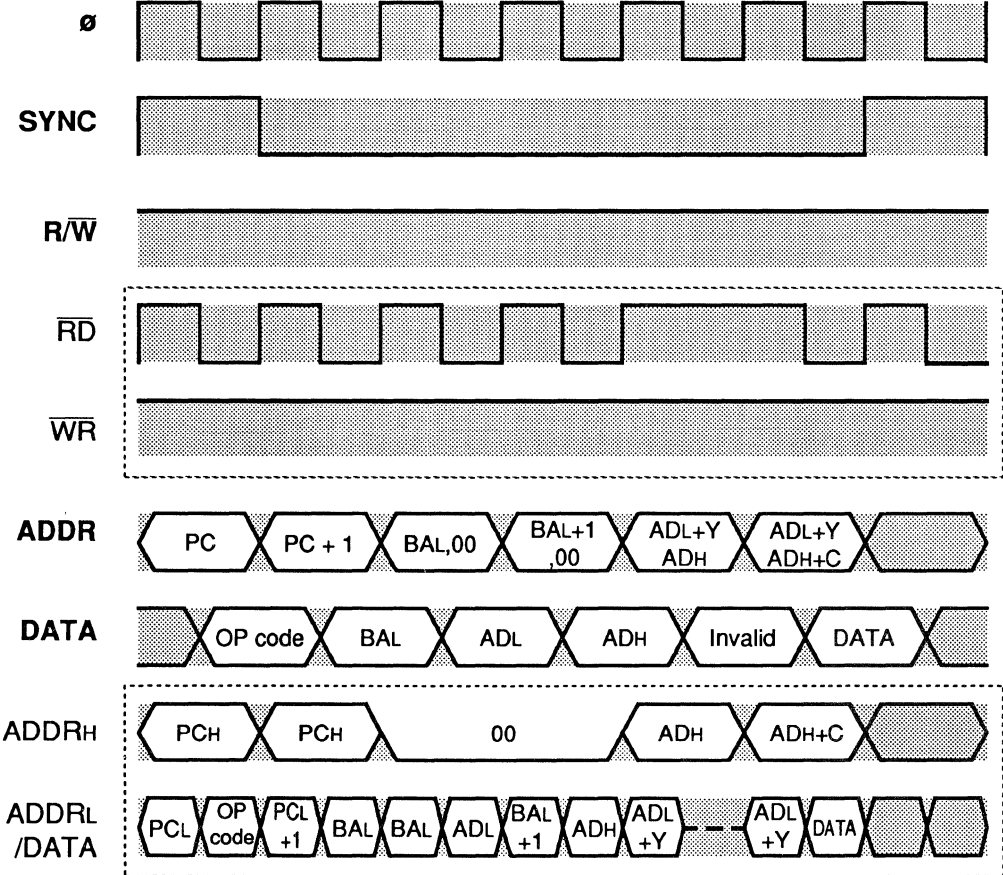 ø
SYNC
R/W̅
R̅D̅
W̅R̅
ADDR
PC
PC + 1
BAL,00
BAL+1
,00
ADL+Y
ADH
ADL+Y
ADH+C
DATA
OP code
BAL
ADL
ADH
Invalid
DATA
ADDRH
PCH
PCH
00
ADH
ADH+C
ADDRL
/DATA
PCL
OP
code
PCL
+1
BAL
BAL
ADL
BAL
+1
ADH
ADL
+Y
ADL
+Y
DATA